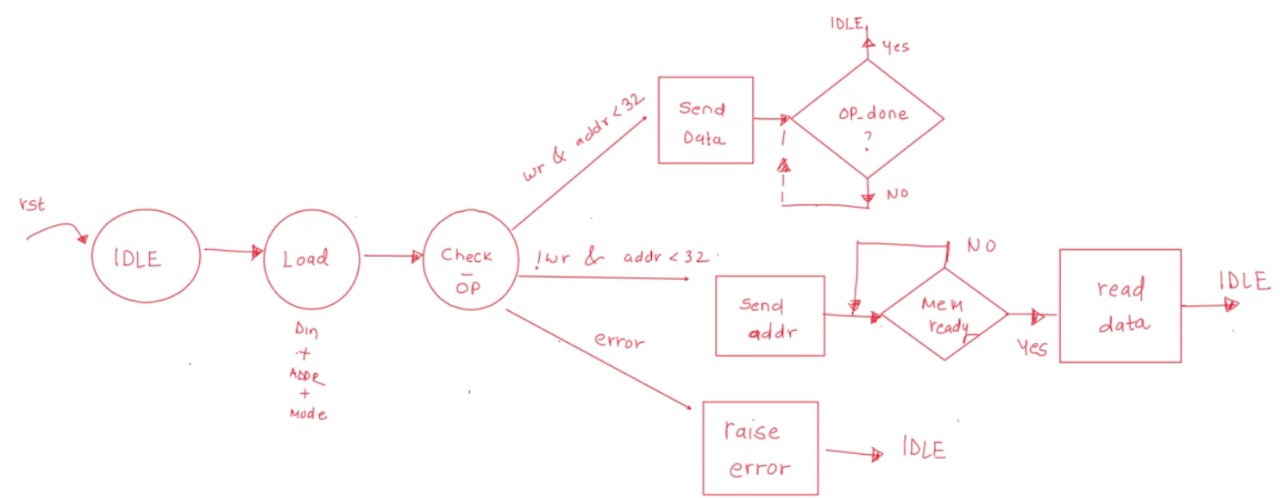 rst
IDLE
Load
Din
+
ADDR
+
Mode
Check
_
OP
wr & addr<32
Send
Data
OP_done
?
IDLE
Yes
NO
!wr & addr<32
Send
addr
Mem
ready
NO
Yes
read
data
IDLE
error
raise
error
IDLE